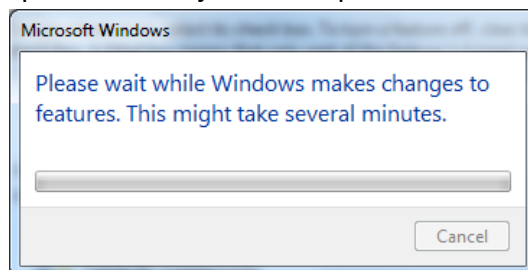 Microsoft Windows
Please wait while Windows makes changes to
features. This might take several minutes.
Cancel